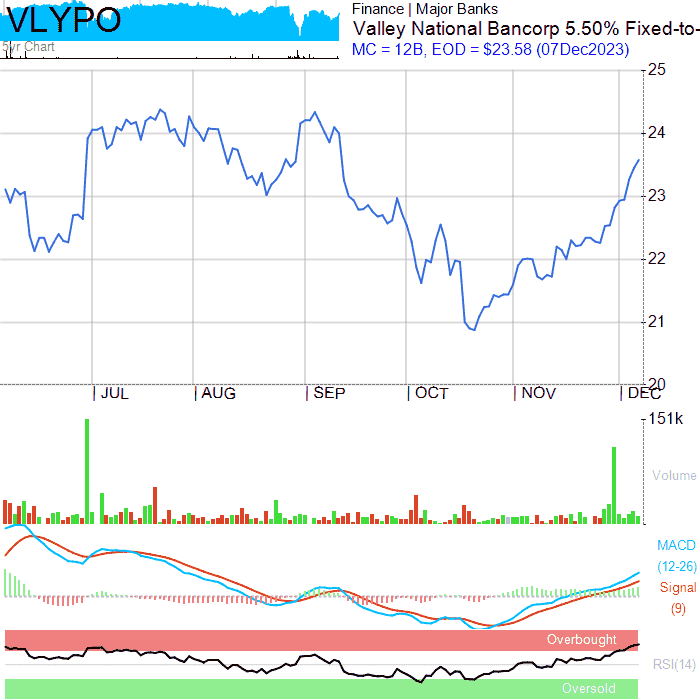 VLYPO
5yr Chart
Finance | Major Banks
Valley National Bancorp 5.50% Fixed-to-
MC = 12B, EOD = $23.58 (07Dec2023)
25
24
23
22
21
20
JUL AUG SEP OCT NOV DEC
151k
Volume
MACD
(12-26)
Signal
(9)
Overbought
RSI(14)
Oversold